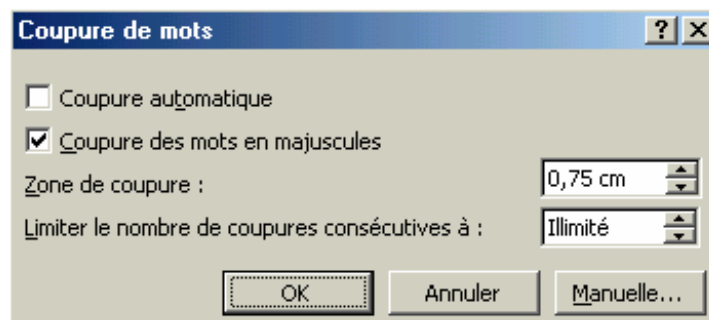 Coupure de mots
Coupure automatique
Coupure des mots en majuscules
Zone de coupure : 0,75 cm
Limiter le nombre de coupures consécutives à : Illimité
OK Annuler Manuelle...